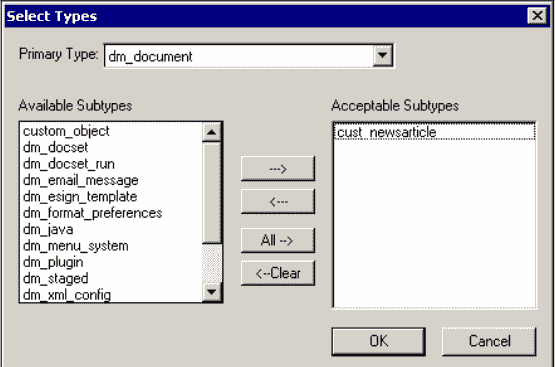 Select Types
Primary Type: dm_document
Available Subtypes
Acceptable Subtypes
custom_object
dm_docset
dm_docset_run
dm_email_message
dm_esign_template
dm_format_preferences
dm_java
dm_menu_system
dm_plugin
dm_staged
dm_xml_config
--->
<---
All -->
<--Clear
cust_newsarticle
OK
Cancel